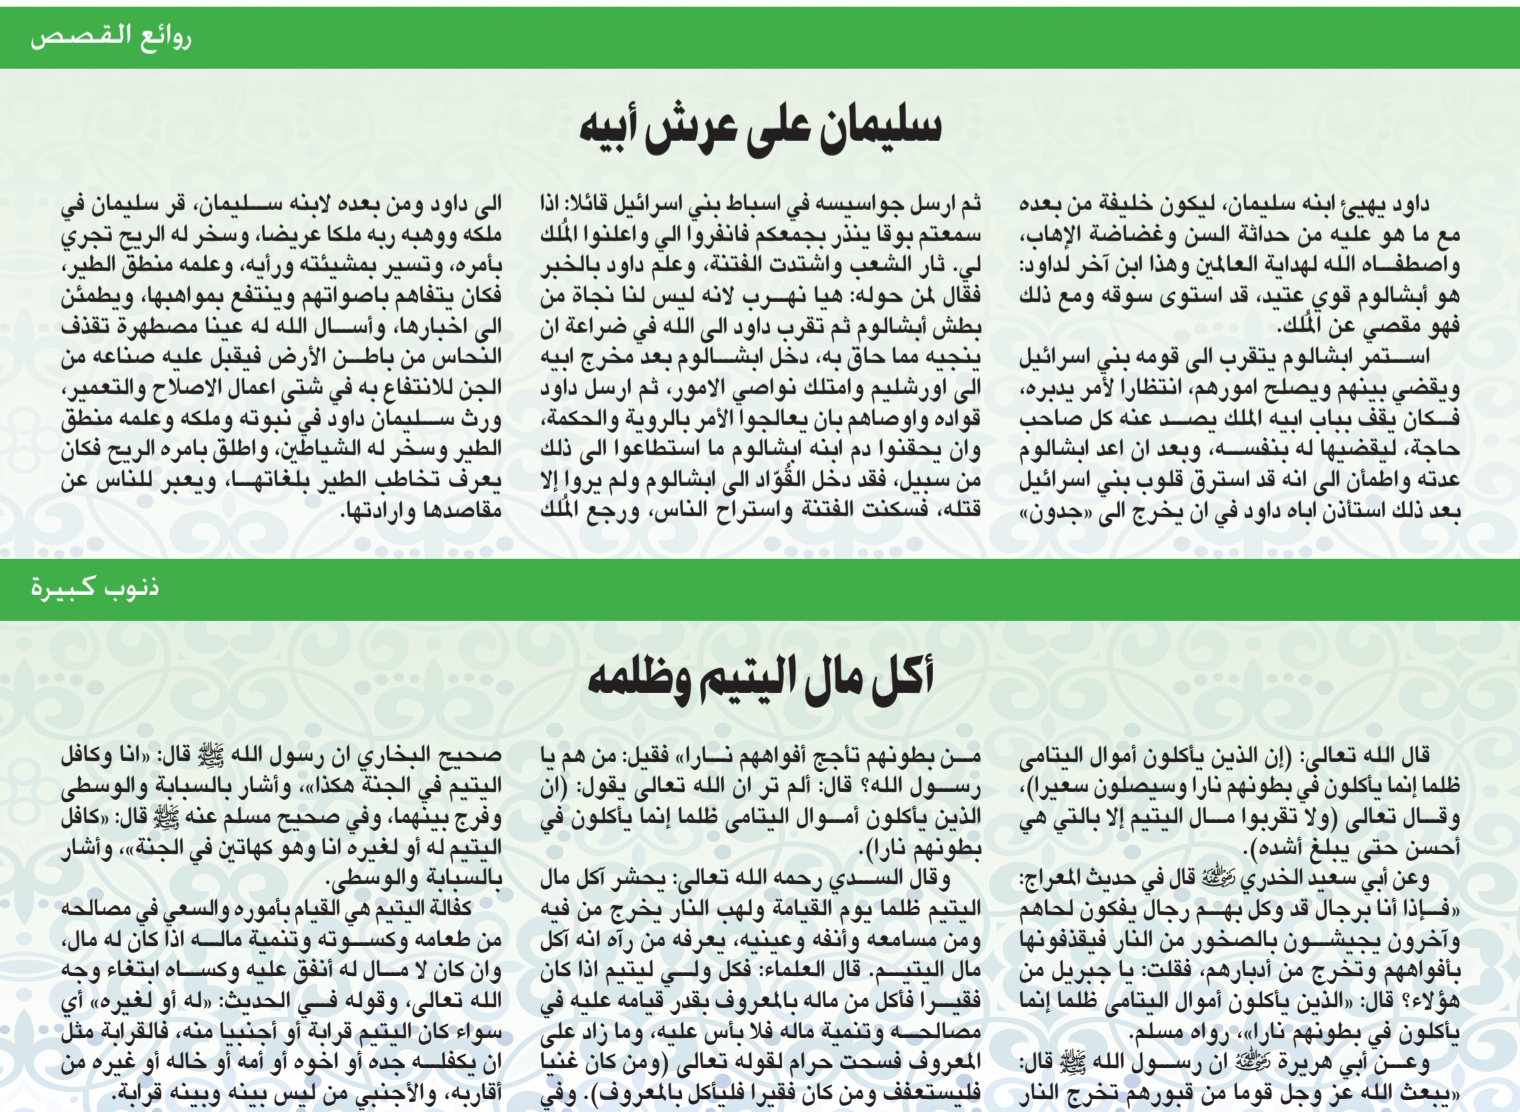 روائع القصص
سليمان على عرش أبيه
داود يهيئ ابنه سليمان، ليكون خليفة من بعده
مع ما هو عليه من حداثة السن وغضاضة الإهاب،
واصطفاه الله لهداية العالمين وهذا ابن آخر لداود:
هو أبشالوم قوي عتيد، قد استوى سوقه ومع ذلك
فهو مقصي عن المُلك.
استمر ابشالوم يتقرب الى قومه بني اسرائيل
ويقضي بينهم ويصلح امورهم، انتظارا لأمر يدبره،
فكان يقف بباب ابيه الملك يصد عنه كل صاحب
حاجة، ليقضيها له بنفسه، وبعد ان اعد ابشالوم
عدته واطمأن الى انه قد استرق قلوب بني اسرائيل
بعد ذلك استأذن اباه داود في ان يخرج الى «جدون»
ثم ارسل جواسيسه في اسباط بني اسرائيل قائلا: اذا
سمعتم بوقا ينذر بجمعكم فانفروا الي واعلنوا المُلك
لي. ثار الشعب واشتدت الفتنة، وعلم داود بالخبر
فقال لمن حوله: هيا نهرب لانه ليس لنا نجاة من
بطش أبشالوم ثم تقرب داود الى الله في ضراعة ان
ينجيه مما حاق به، دخل ابشالوم بعد مخرج ابيه
الى اورشليم وامتلك نواصي الامور، ثم ارسل داود
قواده واوصاهم بان يعالجوا الأمر بالروية والحكمة،
وان يحقنوا دم ابنه ابشالوم ما استطاعوا الى ذلك
من سبيل، فقد دخل القُوّاد الى ابشالوم ولم يروا إلا
قتله، فسكنت الفتنة واستراح الناس، ورجع المُلك
الى داود ومن بعده لابنه سليمان، قر سليمان في
ملكه ووهبه ربه ملكا عريضا، وسخر له الريح تجري
بأمره، وتسير بمشيئته ورأيه، وعلمه منطق الطير،
فكان يتفاهم باصواتهم وينتفع بمواهبها، ويطمئن
الى اخبارها، وأسال الله له عينا مصطهرة تقذف
النحاس من باطن الأرض فيقبل عليه صناعه من
الجن للانتفاع به في شتى اعمال الاصلاح والتعمير،
ورث سليمان داود في نبوته وملكه وعلمه منطق
الطير وسخر له الشياطين، واطلق بامره الريح فكان
يعرف تخاطب الطير بلغاتها، ويعبر للناس عن
مقاصدها وارادتها.
ذنوب كبيرة
أكل مال اليتيم وظلمه
قال الله تعالى: (إن الذين يأكلون أموال اليتامى
ظلما إنما يأكلون في بطونهم نارا وسيصلون سعيرا)،
وقال تعالى (ولا تقربوا مال اليتيم إلا بالتي هي
أحسن حتى يبلغ أشده).
وعن أبي سعيد الخدري رضي الله عنه قال في حديث المعراج:
«فإذا أنا برجال قد وكل بهم رجال يفكون لحاهم
وآخرون يجيشون بالصخور من النار فيقذفونها
بأفواههم وتخرج من أدبارهم، فقلت: يا جبريل من
هؤلاء؟ قال: «الذين يأكلون أموال اليتامى ظلما إنما
يأكلون في بطونهم نارا»، رواه مسلم.
وعن أبي هريرة رضي الله عنه ان رسول الله ﷺ قال:
«يبعث الله عز وجل قوما من قبورهم تخرج النار
من بطونهم تأجج أفواههم نارا» فقيل: من هم يا
رسول الله؟ قال: ألم تر ان الله تعالى يقول: (ان
الذين يأكلون أموال اليتامى ظلما إنما يأكلون في
بطونهم نارا).
وقال السدي رحمه الله تعالى: يحشر آكل مال
اليتيم ظلما يوم القيامة ولهب النار يخرج من فيه
ومن مسامعه وأنفه وعينيه، يعرفه من رآه انه آكل
مال اليتيم. قال العلماء: فكل ولي ليتيم اذا كان
فقيرا فأكل من ماله بالمعروف بقدر قيامه عليه في
مصالحه وتنمية ماله فلا بأس عليه، وما زاد على
المعروف فسحت حرام لقوله تعالى (ومن كان غنيا
فليستعفف ومن كان فقيرا فليأكل بالمعروف). وفي
صحيح البخاري ان رسول الله ﷺ قال: «انا وكافل
اليتيم في الجنة هكذا»، وأشار بالسبابة والوسطى
وفرج بينهما، وفي صحيح مسلم عنه ﷺ قال: «كافل
اليتيم له أو لغيره انا وهو كهاتين في الجنة»، وأشار
بالسبابة والوسطى.
كفالة اليتيم هي القيام بأموره والسعي في مصالحه
من طعامه وكسوته وتنمية ماله اذا كان له مال،
وان كان لا مال له أنفق عليه وكساه ابتغاء وجه
الله تعالى، وقوله في الحديث: «له أو لغيره» أي
سواء كان اليتيم قرابة أو أجنبيا منه، فالقرابة مثل
ان يكفله جده أو اخوه أو أمه أو خاله أو غيره من
أقاربه، والأجنبي من ليس بينه وبينه قرابة.